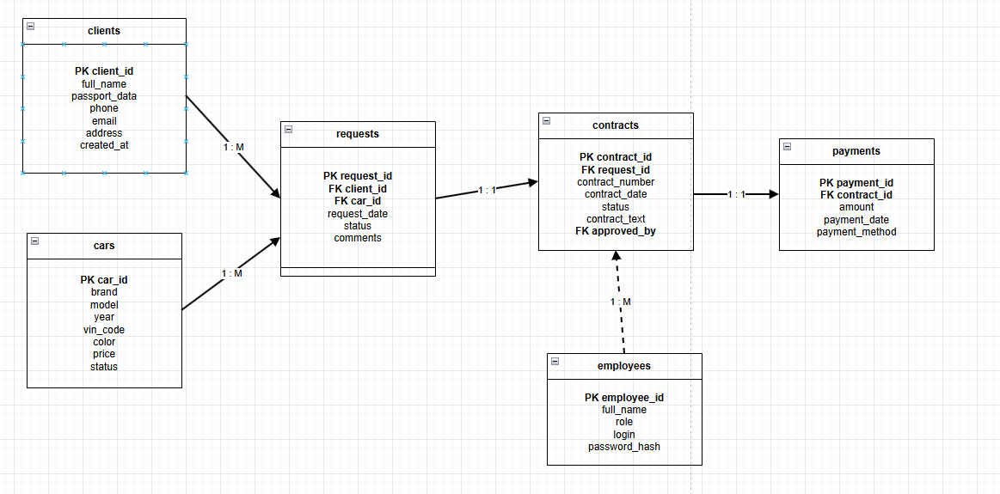 clients
PK client_id
full_name
passport_data
phone
email
address
created_at
1 : M
cars
PK car_id
brand
model
year
vin_code
color
price
status
1 : M
requests
PK request_id
FK client_id
FK car_id
request_date
status
comments
1 : 1
contracts
PK contract_id
FK request_id
contract_number
contract_date
status
contract_text
FK approved_by
1 : 1
payments
PK payment_id
FK contract_id
amount
payment_date
payment_method
1 : M
employees
PK employee_id
full_name
role
login
password_hash